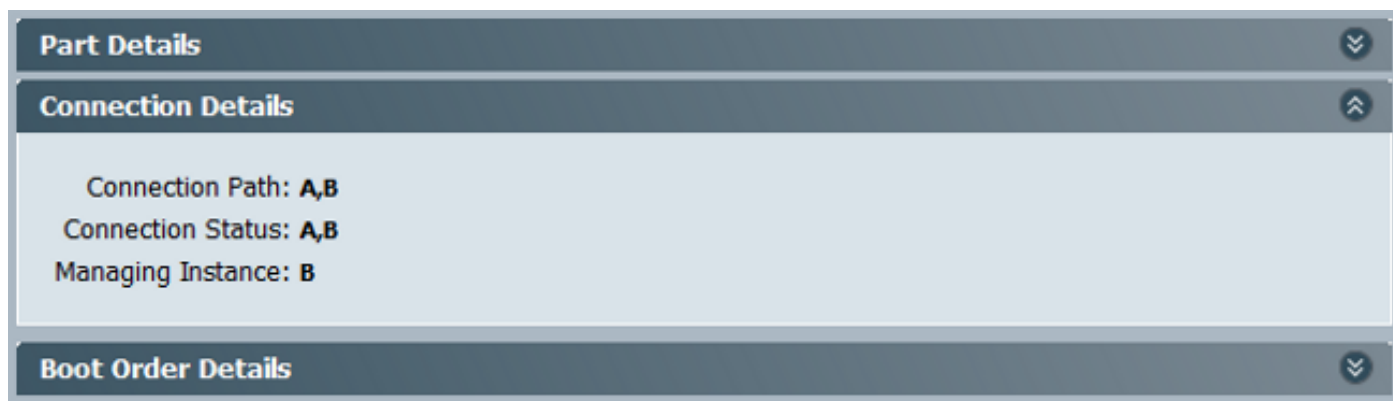 Part Details
Connection Details
Connection Path: A,B
Connection Status: A,B
Managing Instance: B
Boot Order Details